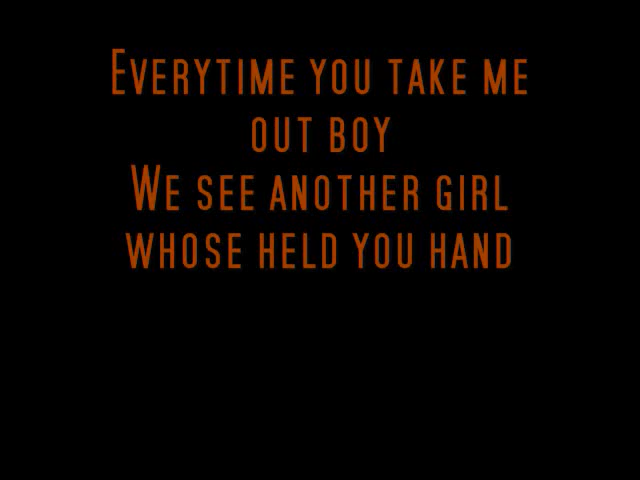 Everytime you take me
out boy
We see another girl
whose held you hand